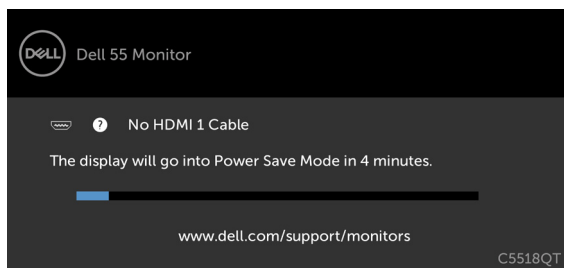 DELL Dell 55 Monitor
? No HDMI 1 Cable
The display will go into Power Save Mode in 4 minutes.
www.dell.com/support/monitors
C5518QT